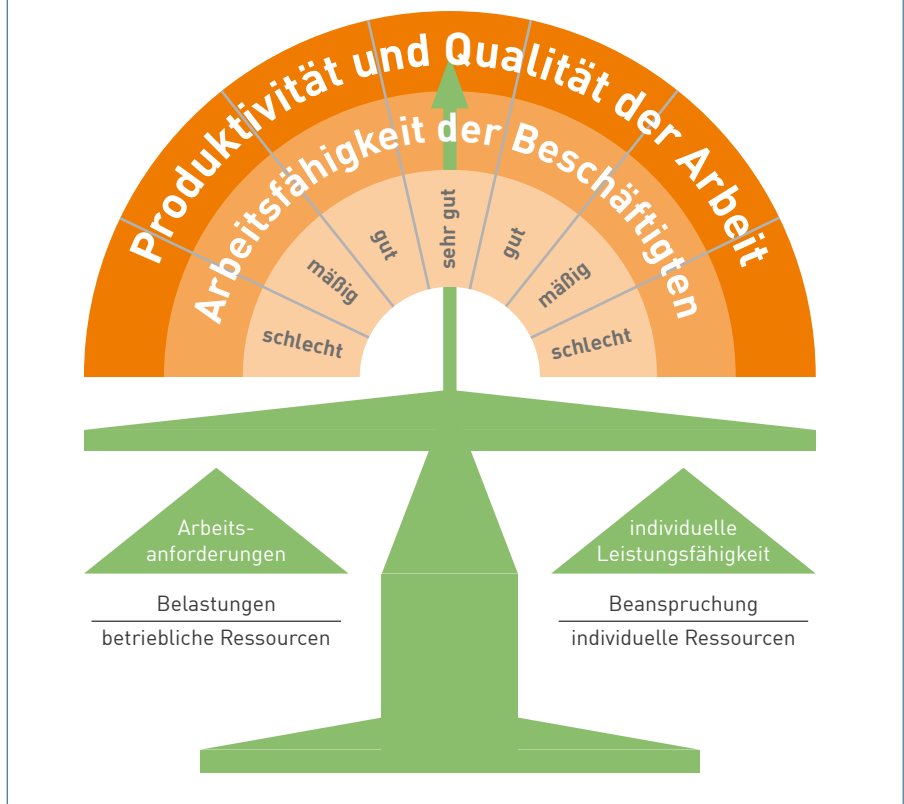 Produktivität und Qualität der Arbeit
Arbeitsfähigkeit der Beschäftigten
schlecht
mäßig
gut
sehr gut
gut
mäßig
schlecht
Arbeits-
anforderungen
Belastungen
betriebliche Ressourcen
individuelle
Leistungsfähigkeit
Beanspruchung
individuelle Ressourcen